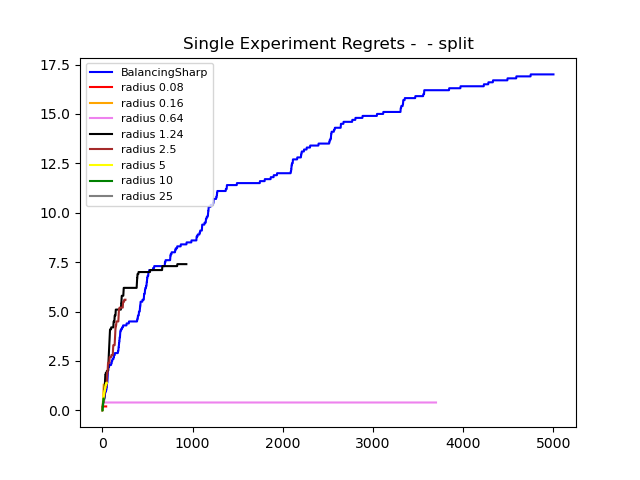 Single Experiment Regrets -  - split
17.5
15.0
12.5
10.0
7.5
5.0
2.5
0.0
BalancingSharp
radius 0.08
radius 0.16
radius 0.64
radius 1.24
radius 2.5
radius 5
radius 10
radius 25
0 1000 2000 3000 4000 5000